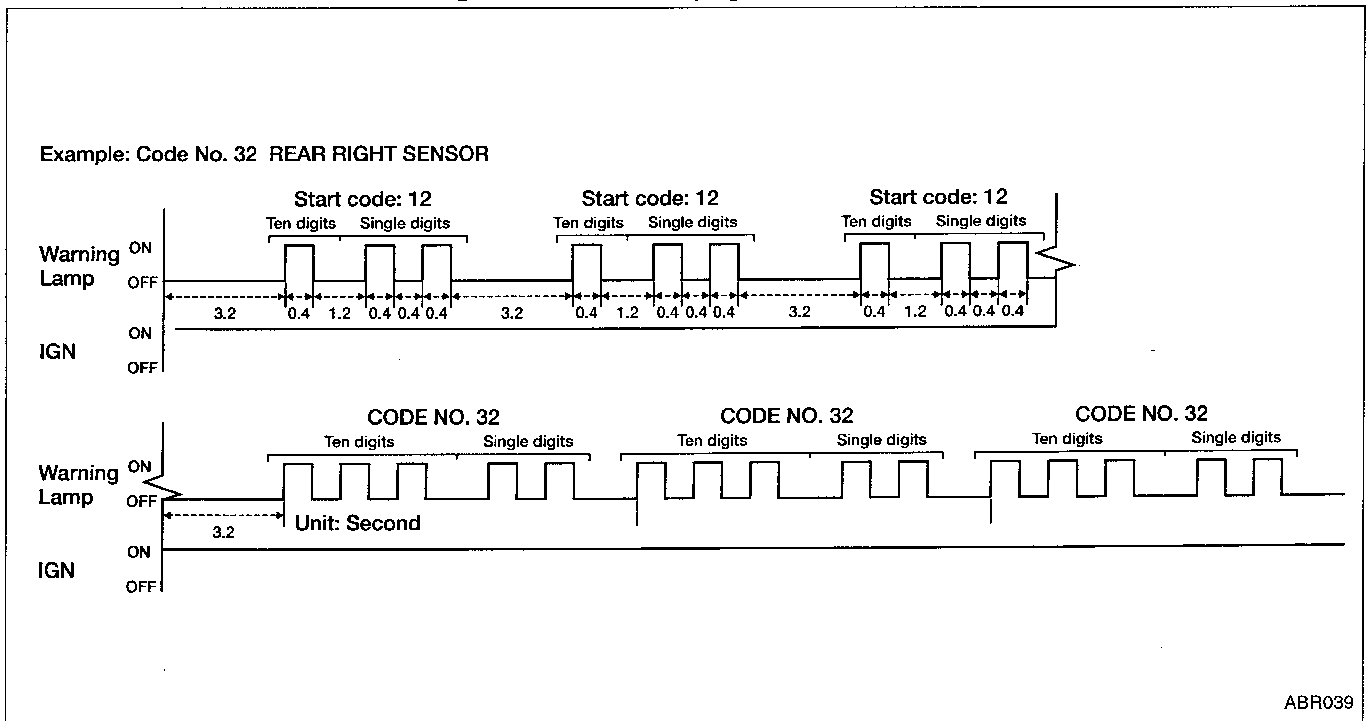 Example: Code No. 32 REAR RIGHT SENSOR
Start code: 12 Start code: 12 Start code: 12
Ten digits Single digits Ten digits Single digits Ten digits Single digits
Warning Lamp ON OFF
3.2 0.4 1.2 0.4 0.4 0.4 3.2 0.4 1.2 0.4 0.4 0.4 3.2 0.4 1.2 0.4 0.4 0.4
IGN ON OFF
CODE NO. 32 CODE NO. 32 CODE NO. 32
Ten digits Single digits Ten digits Single digits Ten digits Single digits
Warning Lamp ON OFF
3.2 Unit: Second
IGN ON OFF
ABR039